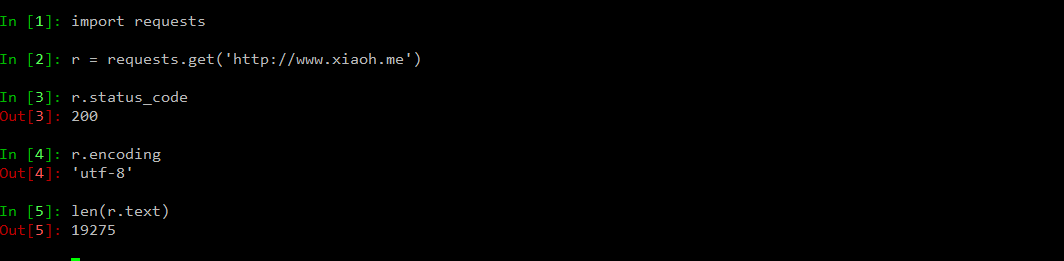 In [1]: import requests
In [2]: r = requests.get('http://www.xiaoh.me')
In [3]: r.status_code
Out[3]: 200
In [4]: r.encoding
Out[4]: 'utf-8'
In [5]: len(r.text)
Out[5]: 19275